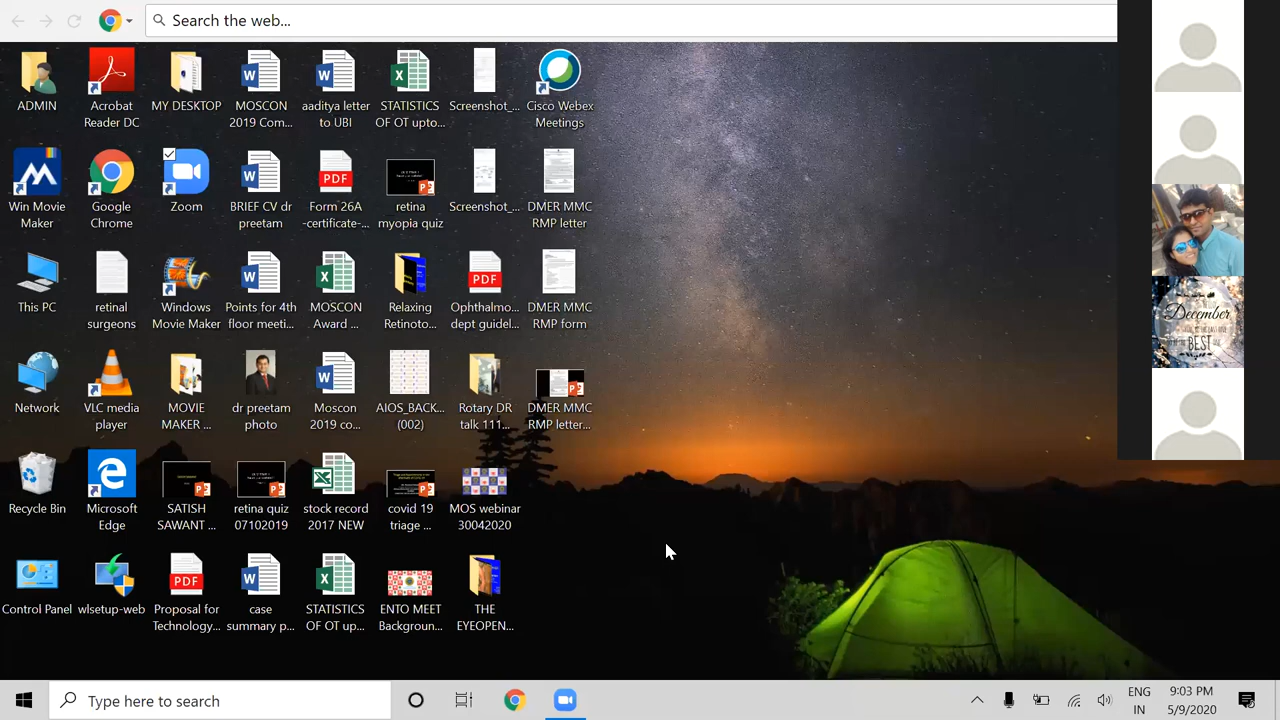 Search the web...
ADMIN
Acrobat
Reader DC
MY DESKTOP
MOSCON
2019 Com...
aaditya letter
to UBI
STATISTICS
OF OT upto...
Screenshot_...
Cisco Webex
Meetings
Win Movie
Maker
Google
Chrome
Zoom
BRIEF CV dr
preetam
PDF
Form 26A
-certificate-...
retina
myopia quiz
Screenshot_...
DMER MMC
RMP letter
This PC
retinal
surgeons
Windows
Movie Maker
Points for 4th
floor meeti...
MOSCON
Award ...
Relaxing
Retinoto...
PDF
Ophthalmo...
dept guidel...
DMER MMC
RMP form
Network
VLC media
player
MOVIE
MAKER ...
dr preetam
photo
Moscon
2019 co...
AIOS_BACK...
(002)
Rotary DR
talk 111...
DMER MMC
RMP letter...
Recycle Bin
Microsoft
Edge
SATISH
SAWANT ...
retina quiz
07102019
stock record
2017 NEW
covid 19
triage ...
MOS webinar
30042020
Control Panel
wlsetup-web
PDF
Proposal for
Technology...
case
summary p...
STATISTICS
OF OT up...
ENTO MEET
Backgroun...
THE
EYEOPEN...
December
BEST
Type here to search
ENG
IN
9:03 PM
5/9/2020